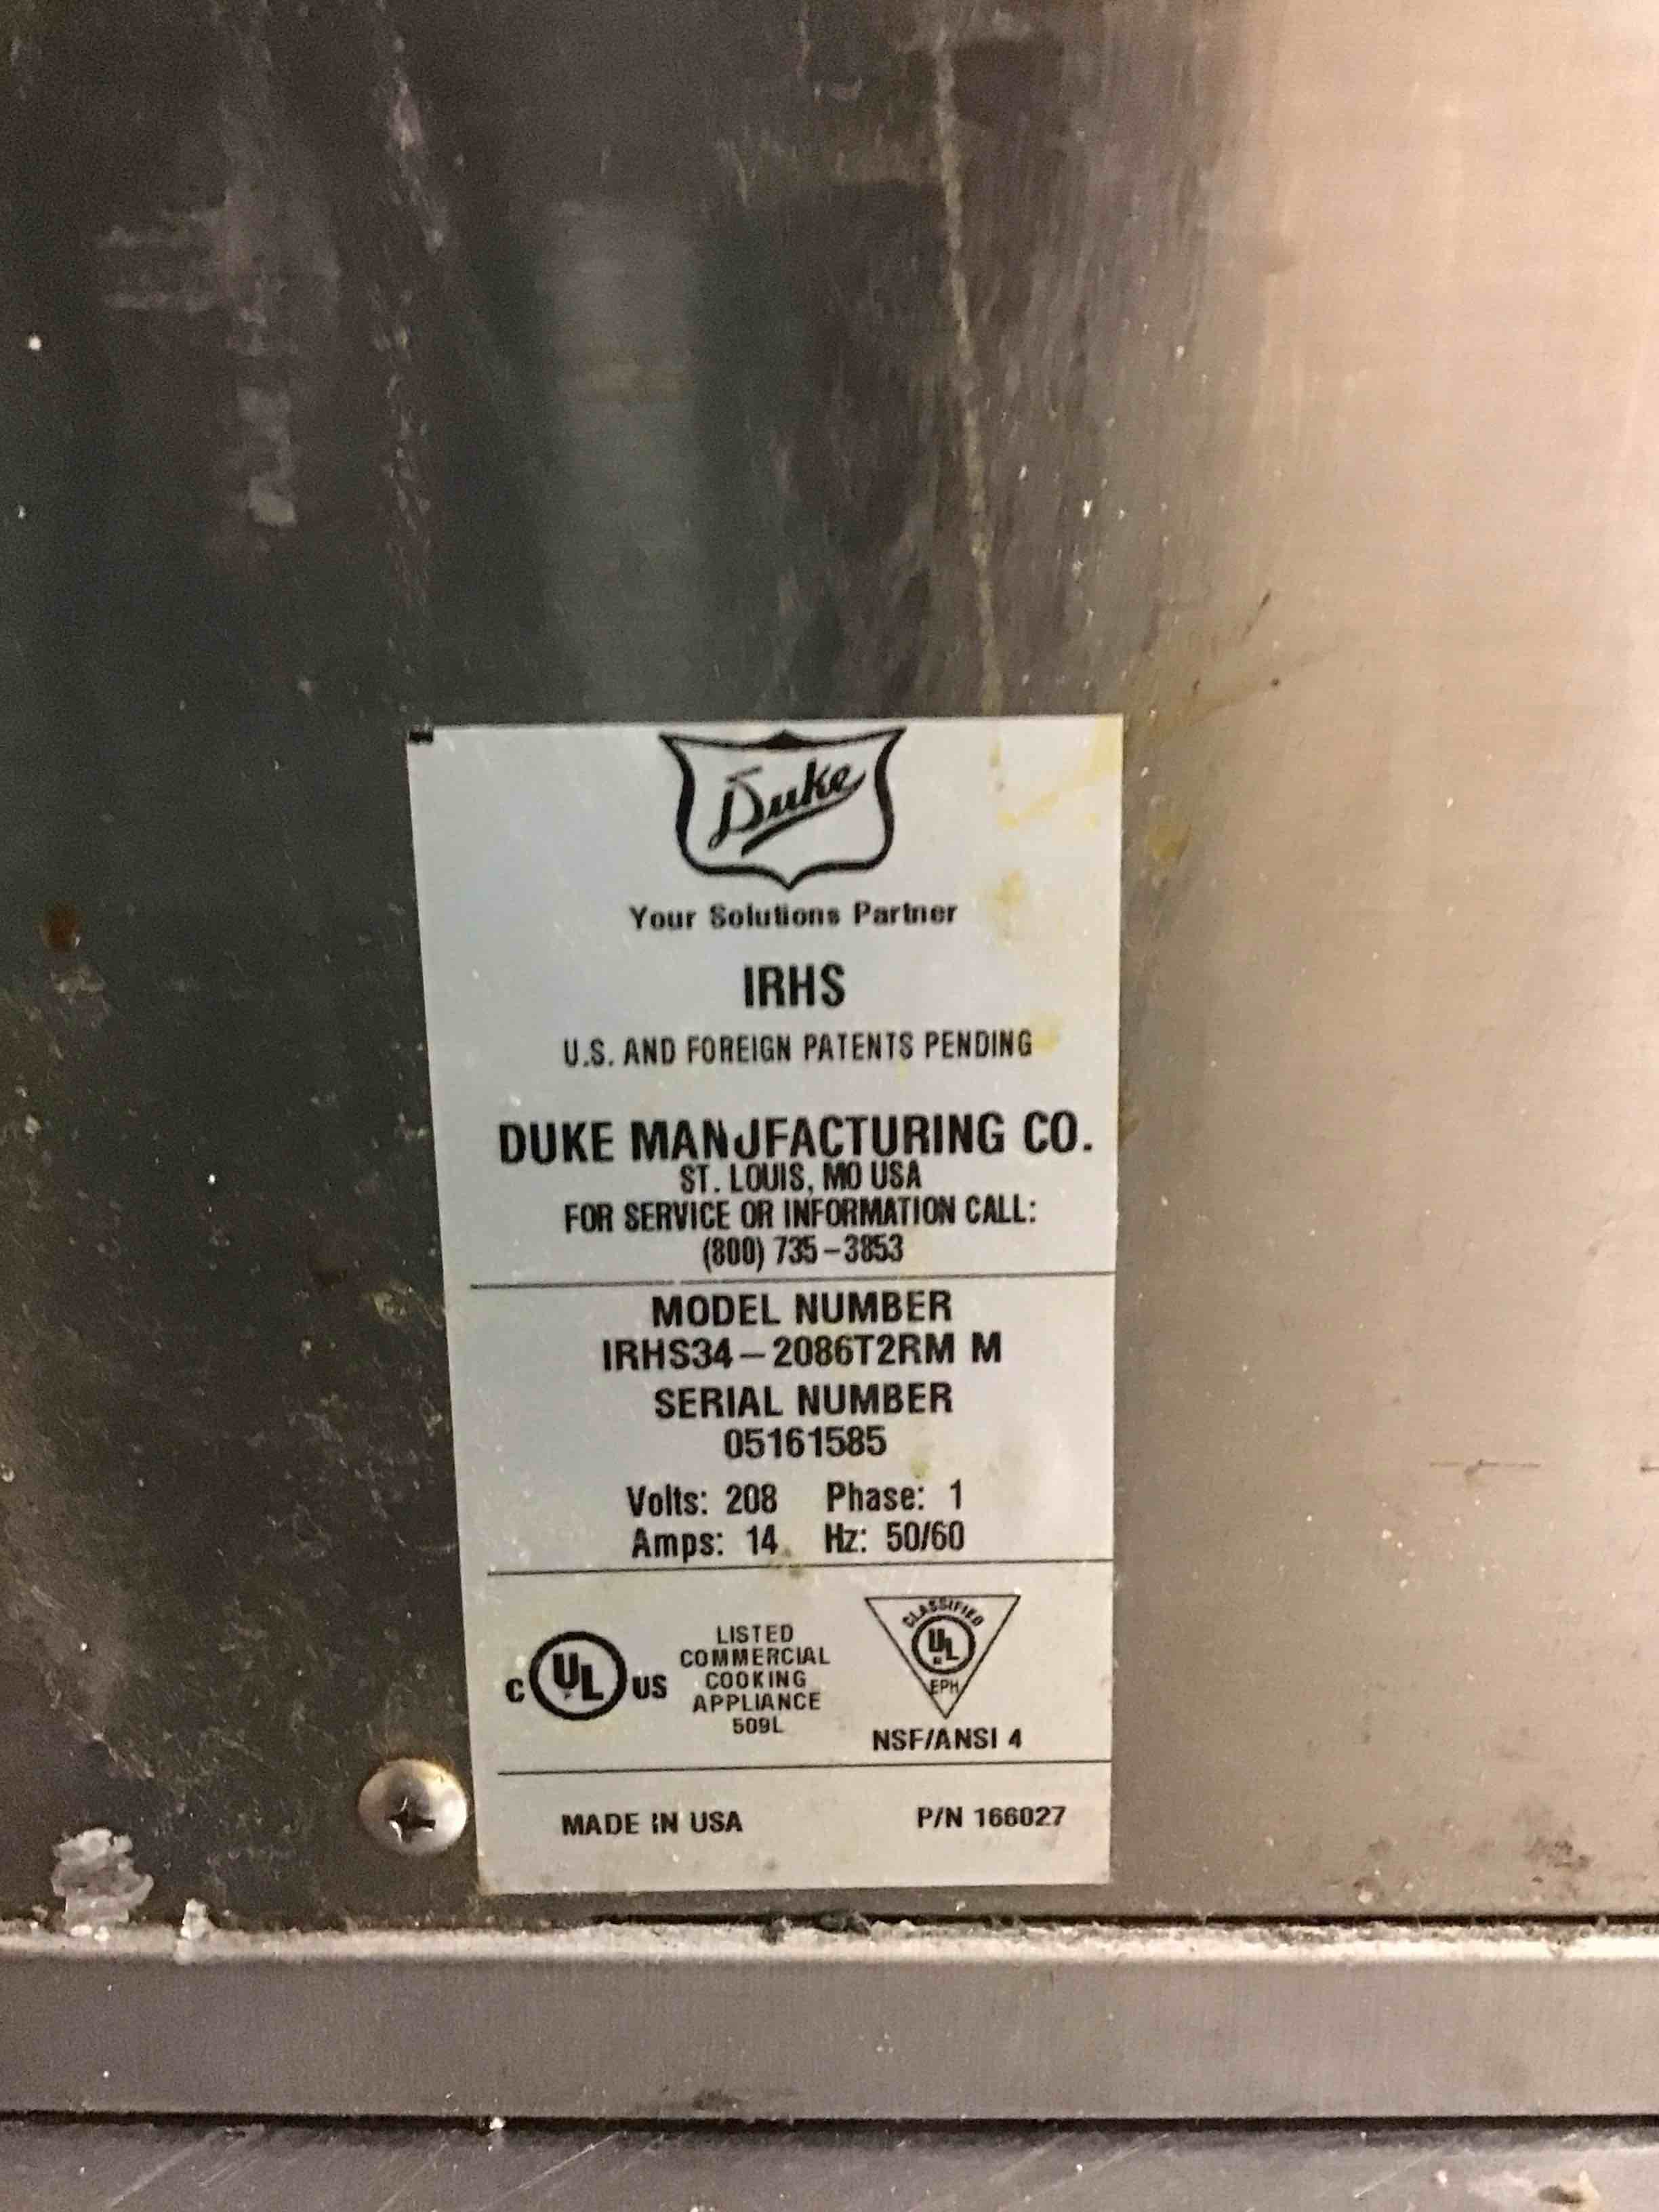 Duke
Your Solutions Partner
IRHS
U.S. AND FOREIGN PATENTS PENDING
DUKE MANUFACTURING CO.
ST. LOUIS, MO USA
FOR SERVICE OR INFORMATION CALL:
(800) 735-3853
MODEL NUMBER
IRHS34-2086T2RM M
SERIAL NUMBER
05161585
Volts: 208 Phase: 1
Amps: 14 Hz: 50/60
C UL US
LISTED
COMMERCIAL
COOKING
APPLIANCE
509L
CLASSIFIED
UL
EPH
NSF/ANSI 4
MADE IN USA P/N 166027